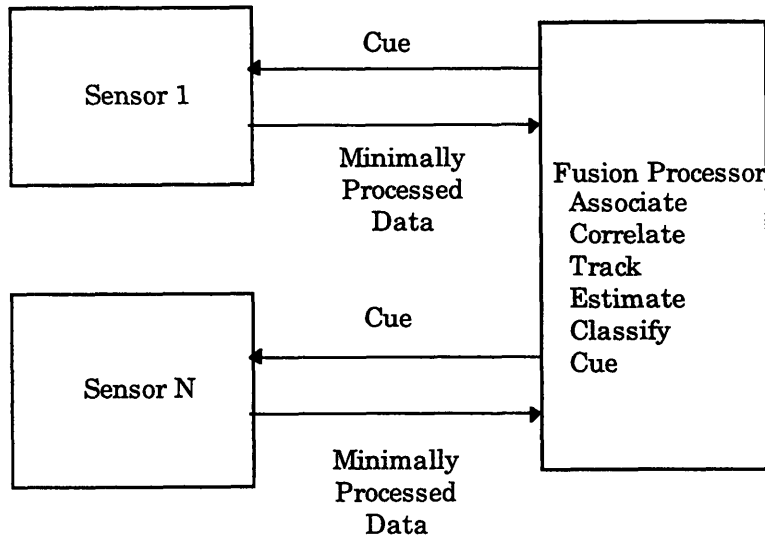 Cue
Sensor 1
Minimally
Processed
Data
Fusion Processor
Associate
Correlate
Track
Estimate
Classify
Cue
Cue
Sensor N
Minimally
Processed
Data